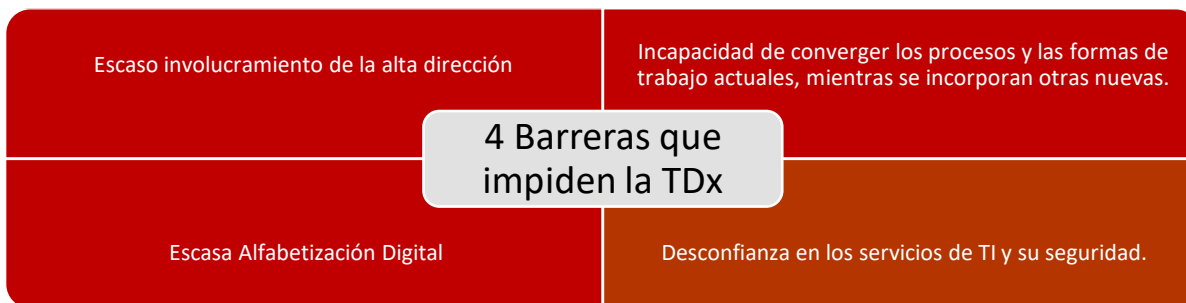 Escaso involucramiento de la alta dirección
Incapacidad de converger los procesos y las formas de
trabajo actuales, mientras se incorporan otras nuevas.
4 Barreras que
impiden la TDx
Escasa Alfabetización Digital
Desconfianza en los servicios de TI y su seguridad.